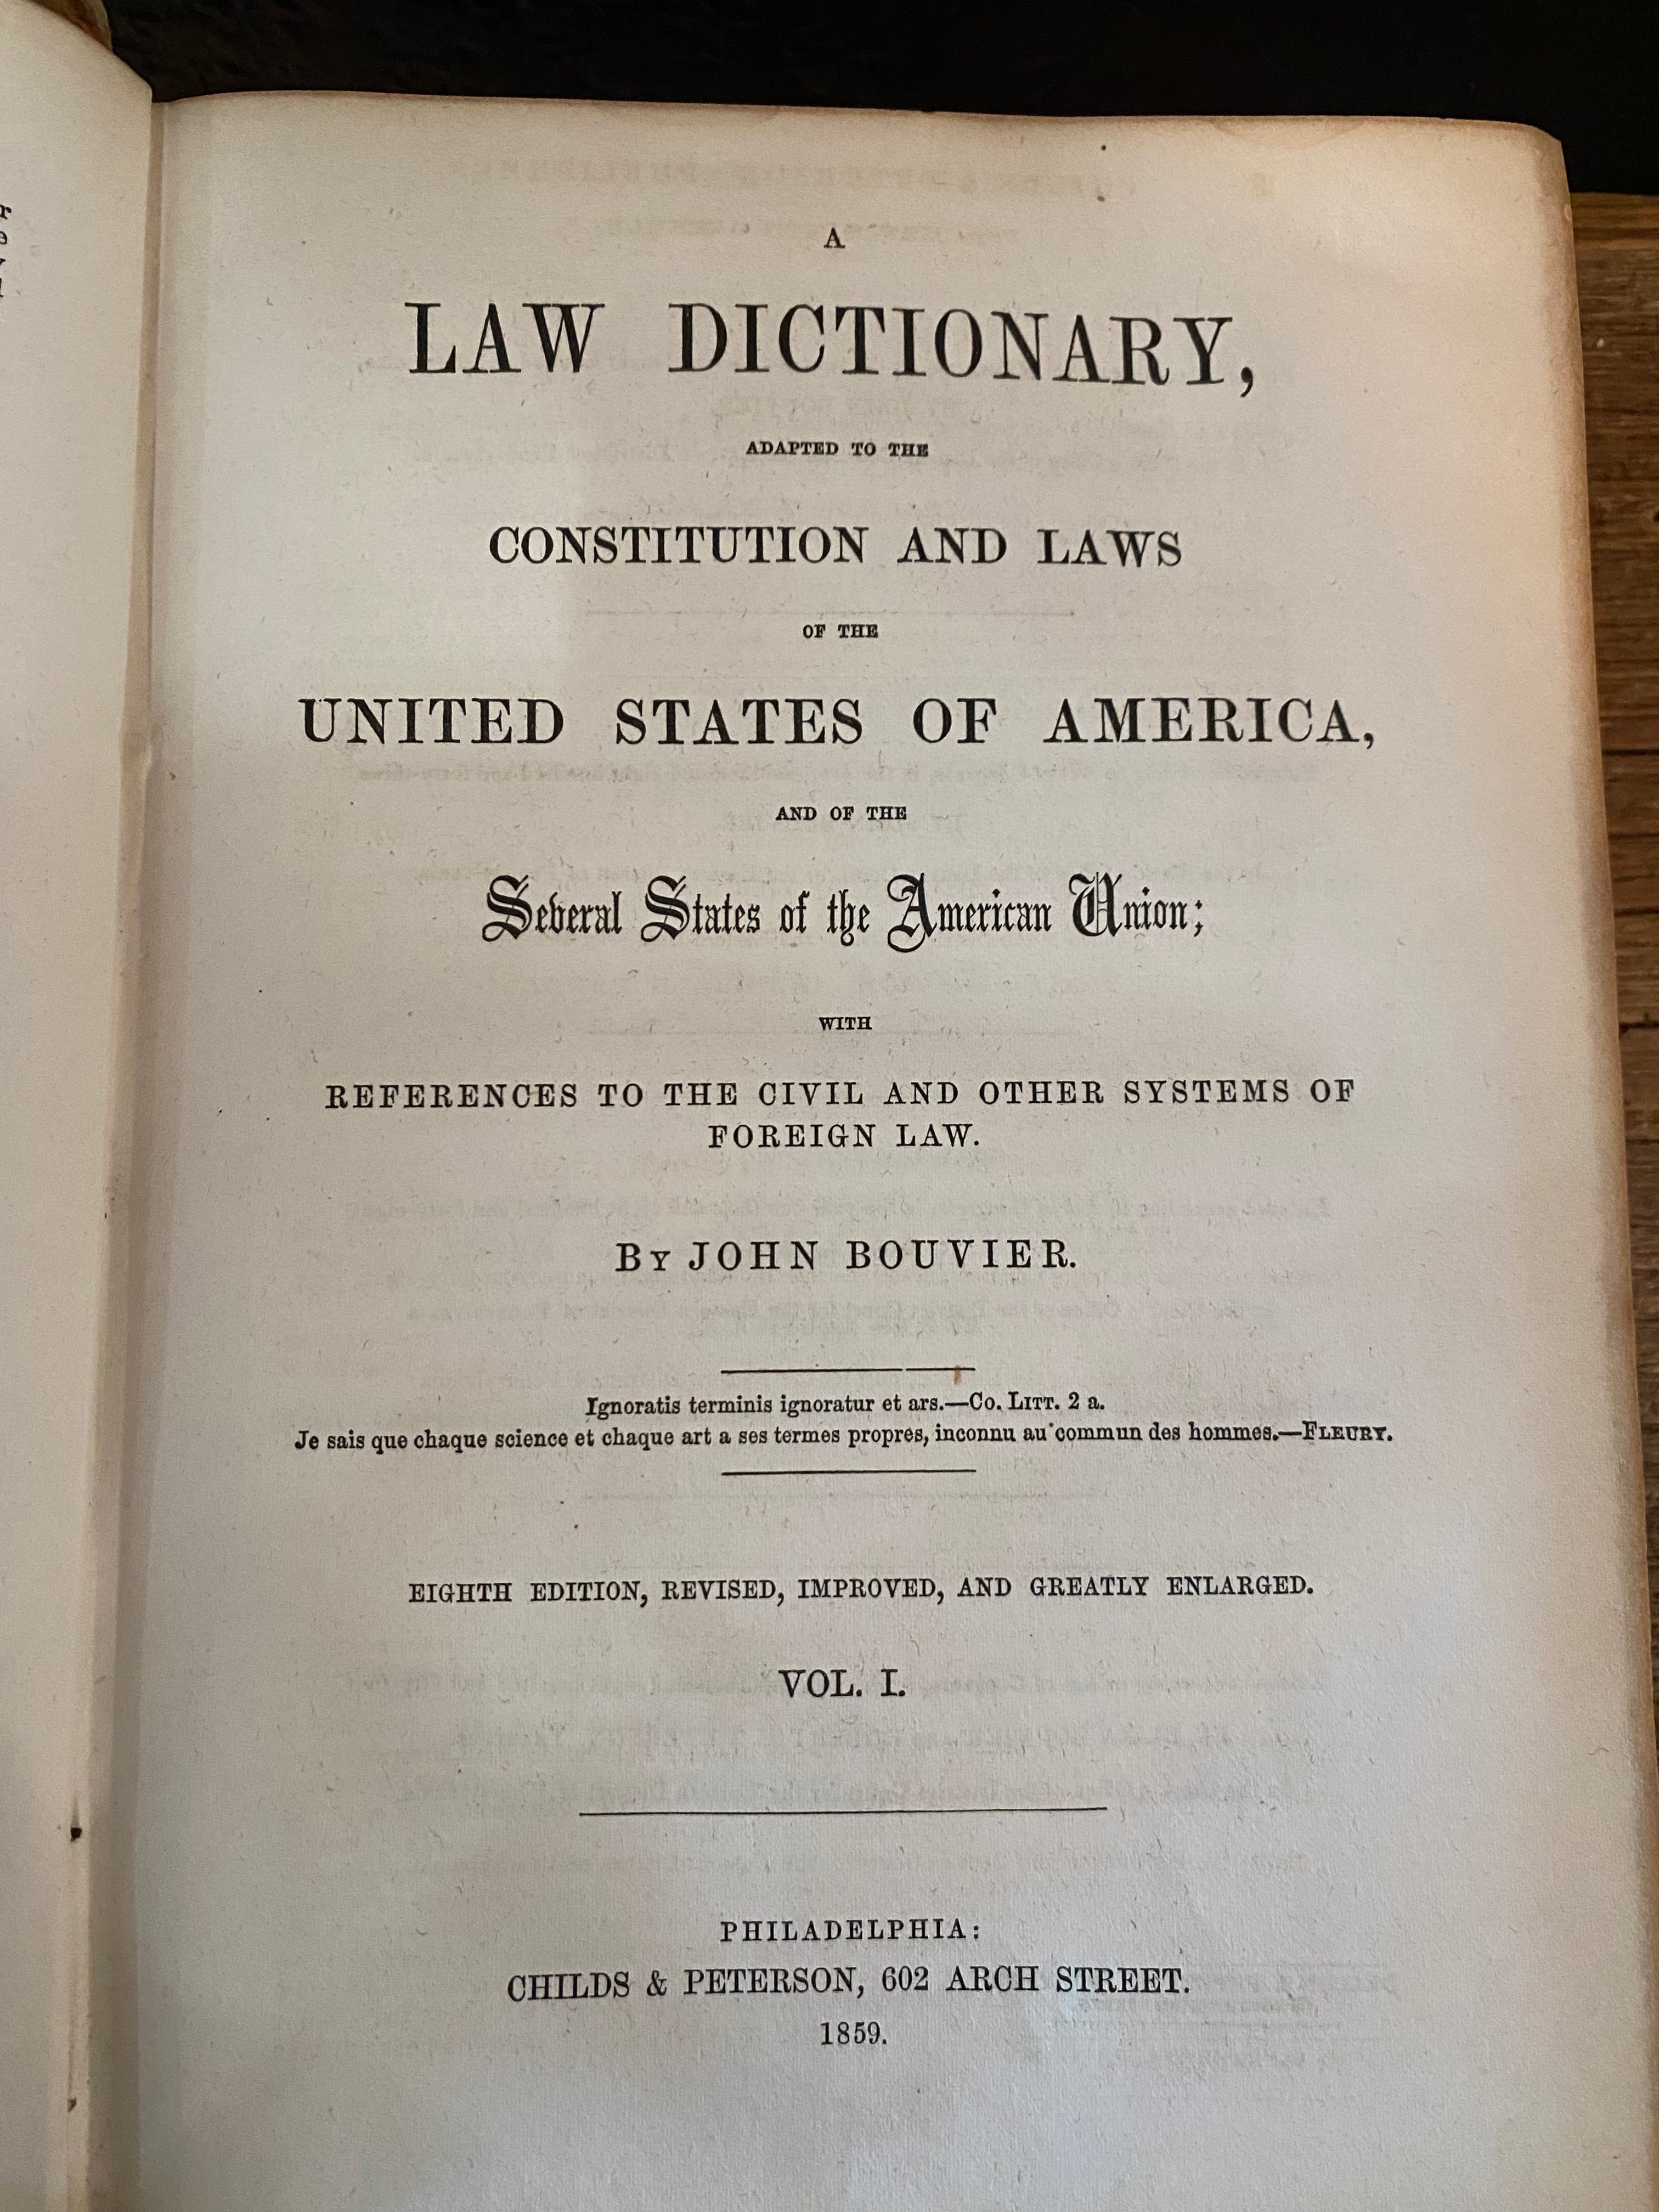 A
LAW DICTIONARY,
ADAPTED TO THE
CONSTITUTION AND LAWS
OF THE
UNITED STATES OF AMERICA,
AND OF THE
Several States of the American Union;
WITH
REFERENCES TO THE CIVIL AND OTHER SYSTEMS OF
FOREIGN LAW.
BY JOHN BOUVIER.
Ignoratis terminis ignoratur et ars.—Co. LITT. 2 a.
Je sais que chaque science et chaque art a ses termes propres, inconnu au commun des hommes.—FLEURY.
EIGHTH EDITION, REVISED, IMPROVED, AND GREATLY ENLARGED.
VOL. I.
PHILADELPHIA:
CHILDS & PETERSON, 602 ARCH STREET.
1859.